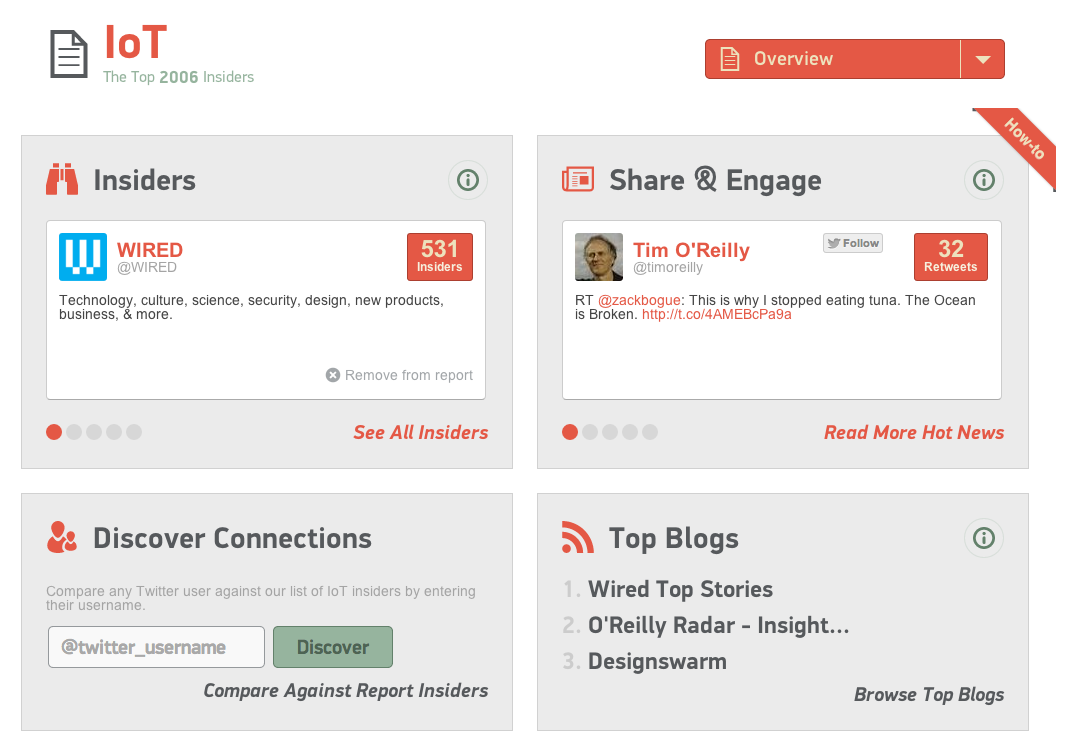 IoT
The Top 2006 Insiders
Overview
How-to
Insiders
WIRED
@WIRED
531
Insiders
Technology, culture, science, security, design, new products,
business, & more.
Remove from report
See All Insiders
Share & Engage
Tim O'Reilly
@timoreilly
Follow
32
Retweets
RT @zackbogue: This is why I stopped eating tuna. The Ocean
is Broken. http://t.co/4AMEBcPa9a
Read More Hot News
Discover Connections
Compare any Twitter user against our list of IoT insiders by entering
their username.
@twitter_username
Discover
Compare Against Report Insiders
Top Blogs
1. Wired Top Stories
2. O'Reilly Radar - Insight...
3. Designswarm
Browse Top Blogs